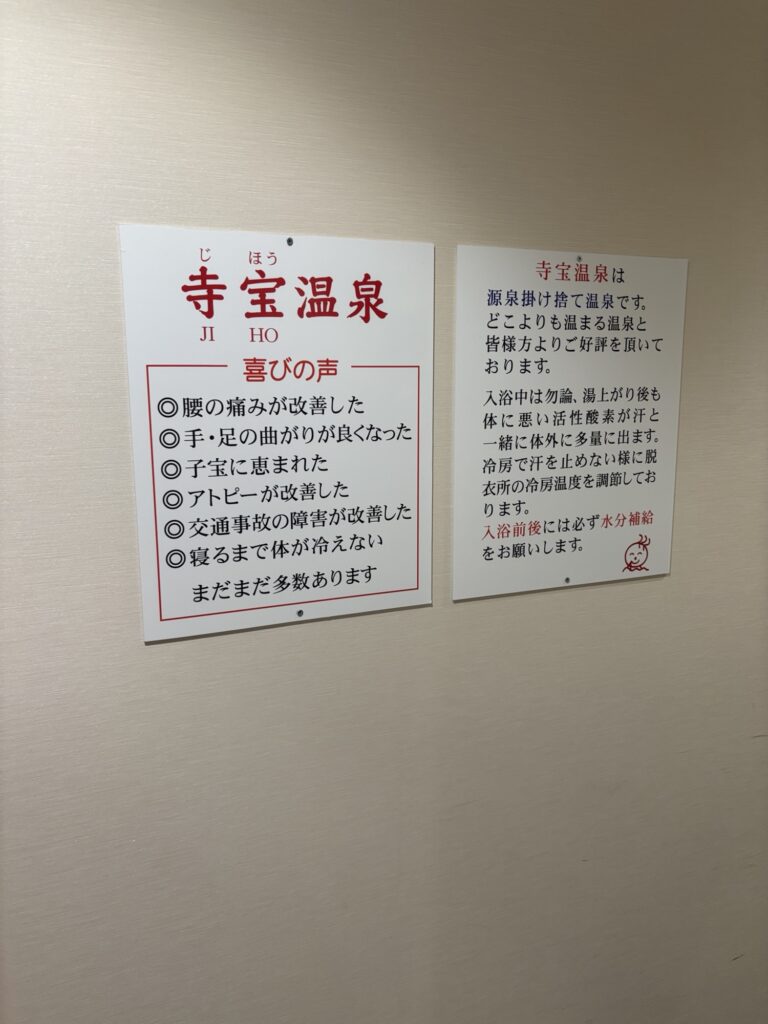 じ ほう
寺宝温泉
JI HO
喜びの声
◎腰の痛みが改善した
◎手・足の曲がりが良くなった
◎子宝に恵まれた
◎アトピーが改善した
◎交通事故の障害が改善した
◎寝るまで体が冷えない
まだまだ多数あります
寺宝温泉は
源泉掛け捨て温泉です。
どこよりも温まる温泉と
皆様方よりご好評を頂いて
おります。
入浴中は勿論、湯上がり後も
体に悪い活性酸素が汗と
一緒に体外に多量に出ます。
冷房で汗を止めない様に脱
衣所の冷房温度を調節してお
ります。
入浴前後には必ず水分補給
をお願いします。